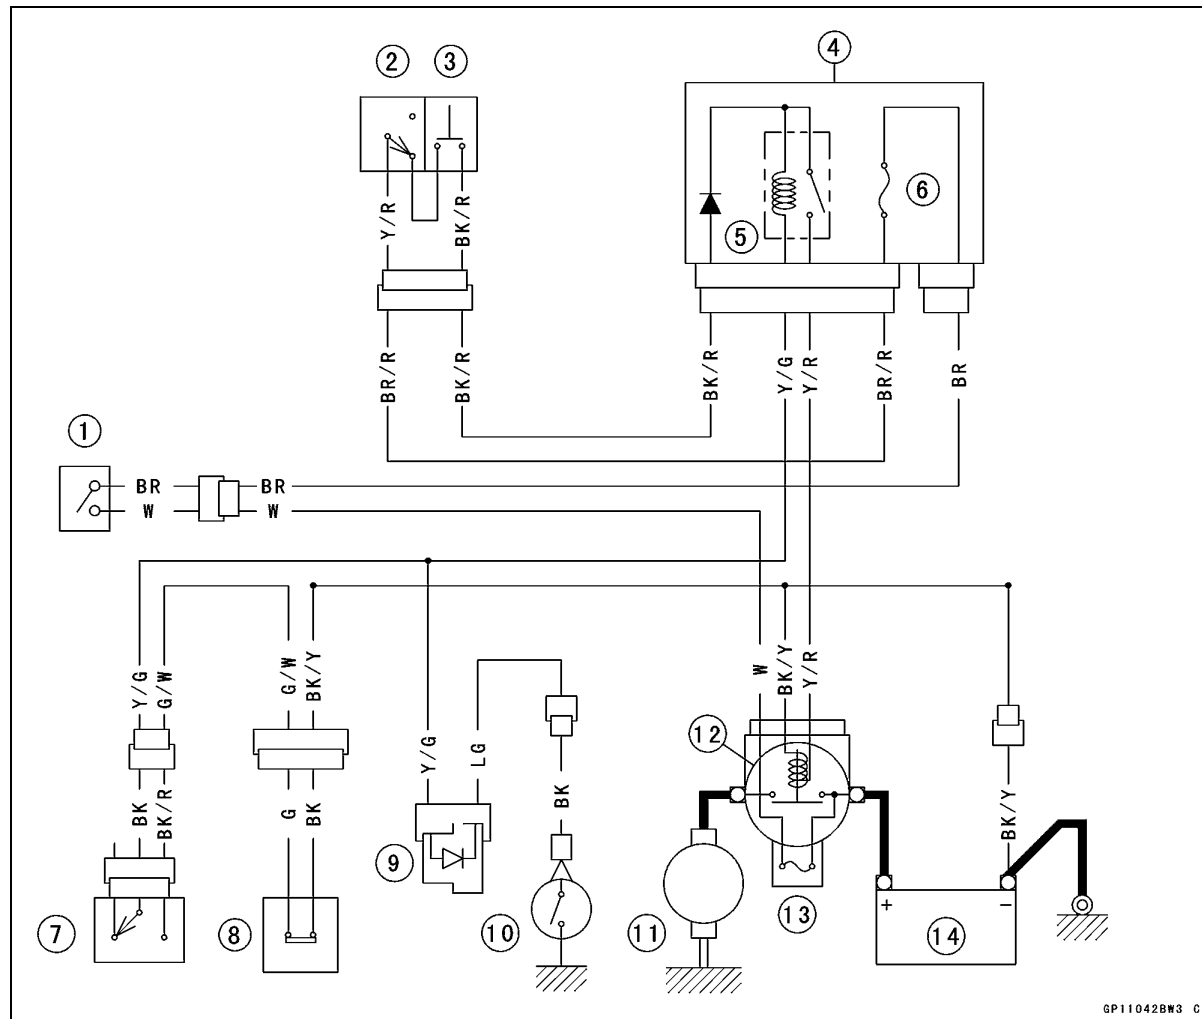 4
2 3
6
5
Y/R BK/R
BR/R BK/R BK/R Y/G Y/R BR/R BR
1
BR BR
W W
Y/G G/W G/W BK/Y W BK/Y Y/R
12
Y/G LG
BK BK/R G BK BK BK/Y
9
+ −
7 8 10 11 13 14
GP11042BW3 C